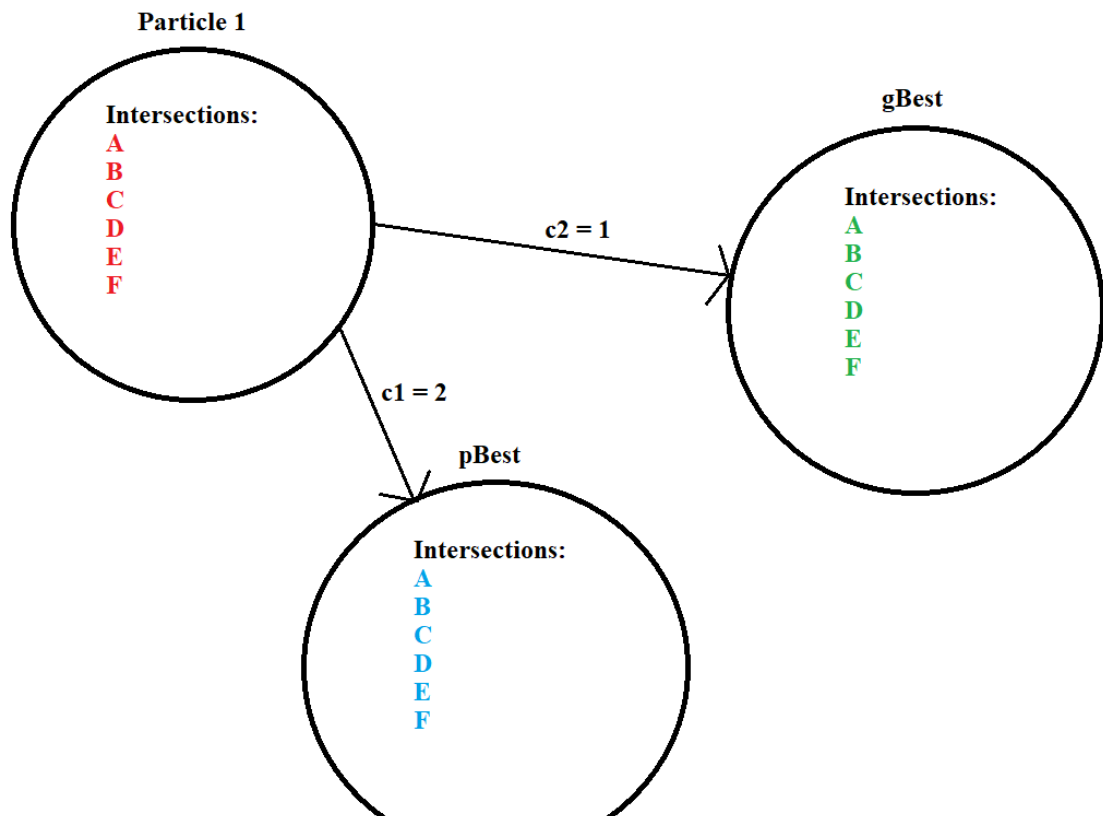 Particle 1
Intersections:
A
B
C
D
E
F
c2 = 1
gBest
Intersections:
A
B
C
D
E
F
c1 = 2
pBest
Intersections:
A
B
C
D
E
F